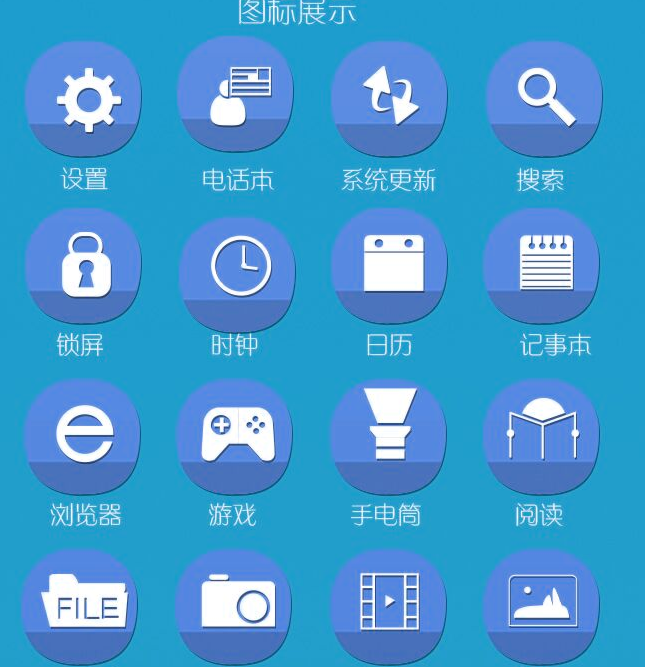 图标展示
设置 电话本 系统更新 搜索
锁屏 时钟 日历 记事本
浏览器 游戏 手电筒 阅读
FILE